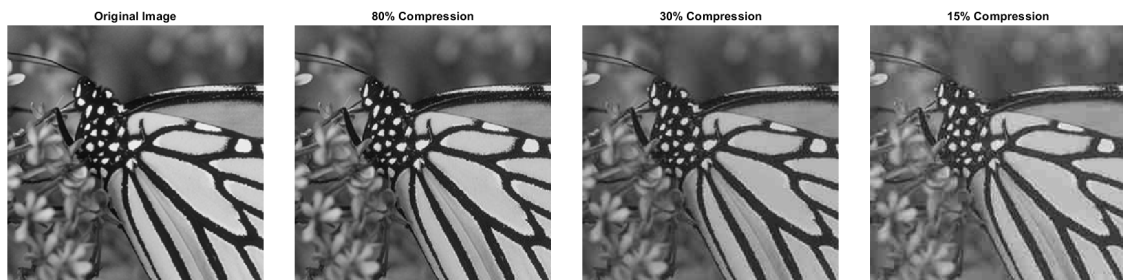 Original Image
80% Compression
30% Compression
15% Compression